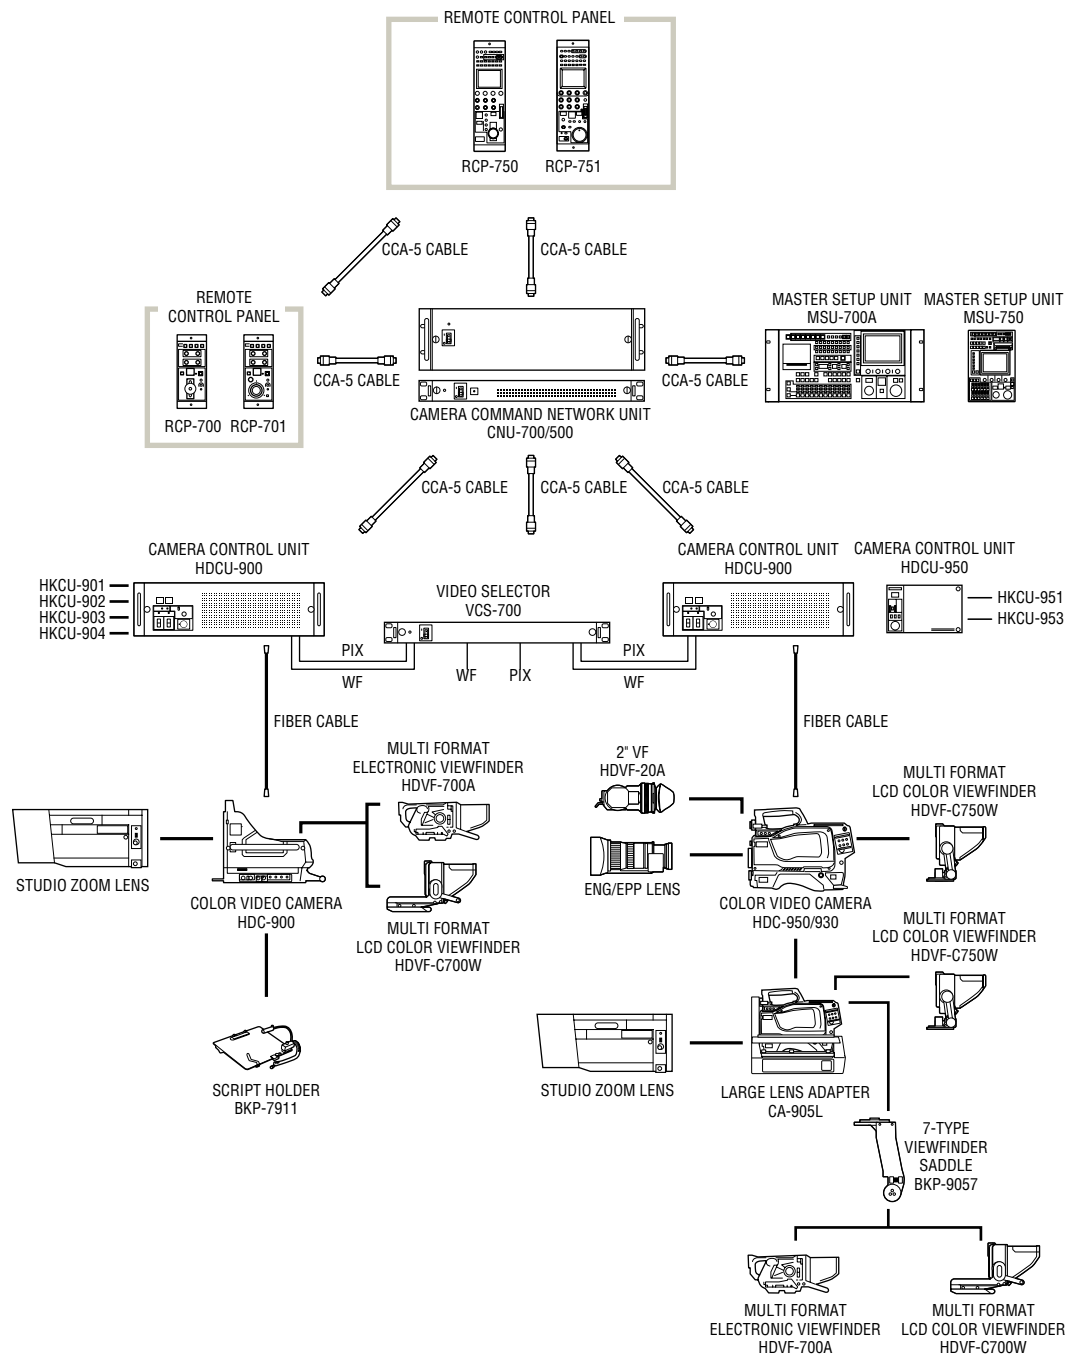 REMOTE CONTROL PANEL
RCP-750
RCP-751
CCA-5 CABLE
CCA-5 CABLE
REMOTE
CONTROL PANEL
RCP-700
RCP-701
CCA-5 CABLE
CCA-5 CABLE
MASTER SETUP UNIT
MSU-700A
MASTER SETUP UNIT
MSU-750
CAMERA COMMAND NETWORK UNIT
CNU-700/500
CCA-5 CABLE
CCA-5 CABLE
CCA-5 CABLE
CAMERA CONTROL UNIT
HDCU-900
HKCU-901
HKCU-902
HKCU-903
HKCU-904
VIDEO SELECTOR
VCS-700
CAMERA CONTROL UNIT
HDCU-900
CAMERA CONTROL UNIT
HDCU-950
HKCU-951
HKCU-953
PIX
WF
WF
PIX
PIX
WF
FIBER CABLE
FIBER CABLE
MULTI FORMAT
ELECTRONIC VIEWFINDER
HDVF-700A
STUDIO ZOOM LENS
COLOR VIDEO CAMERA
HDC-900
MULTI FORMAT
LCD COLOR VIEWFINDER
HDVF-C700W
SCRIPT HOLDER
BKP-7911
2" VF
HDVF-20A
ENG/EPP LENS
MULTI FORMAT
LCD COLOR VIEWFINDER
HDVF-C750W
COLOR VIDEO CAMERA
HDC-950/930
MULTI FORMAT
LCD COLOR VIEWFINDER
HDVF-C750W
STUDIO ZOOM LENS
LARGE LENS ADAPTER
CA-905L
7-TYPE
VIEWFINDER
SADDLE
BKP-9057
MULTI FORMAT
ELECTRONIC VIEWFINDER
HDVF-700A
MULTI FORMAT
LCD COLOR VIEWFINDER
HDVF-C700W